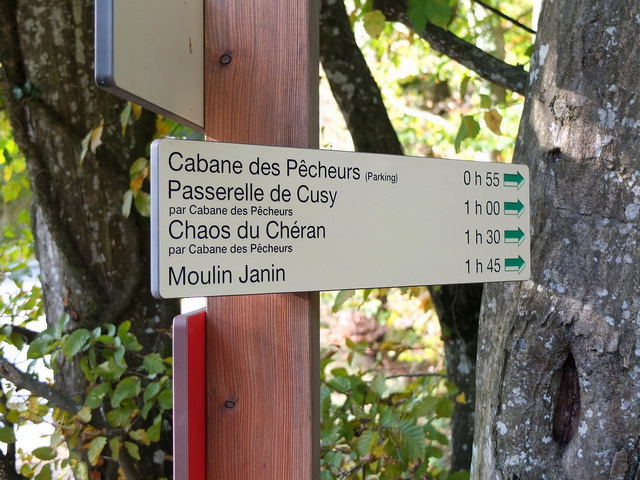 Cabane des Pêcheurs (Parking) 0 h 55
Passerelle de Cusy 1 h 00
par Cabane des Pêcheurs
Chaos du Chéran 1 h 30
par Cabane des Pêcheurs
Moulin Janin 1 h 45